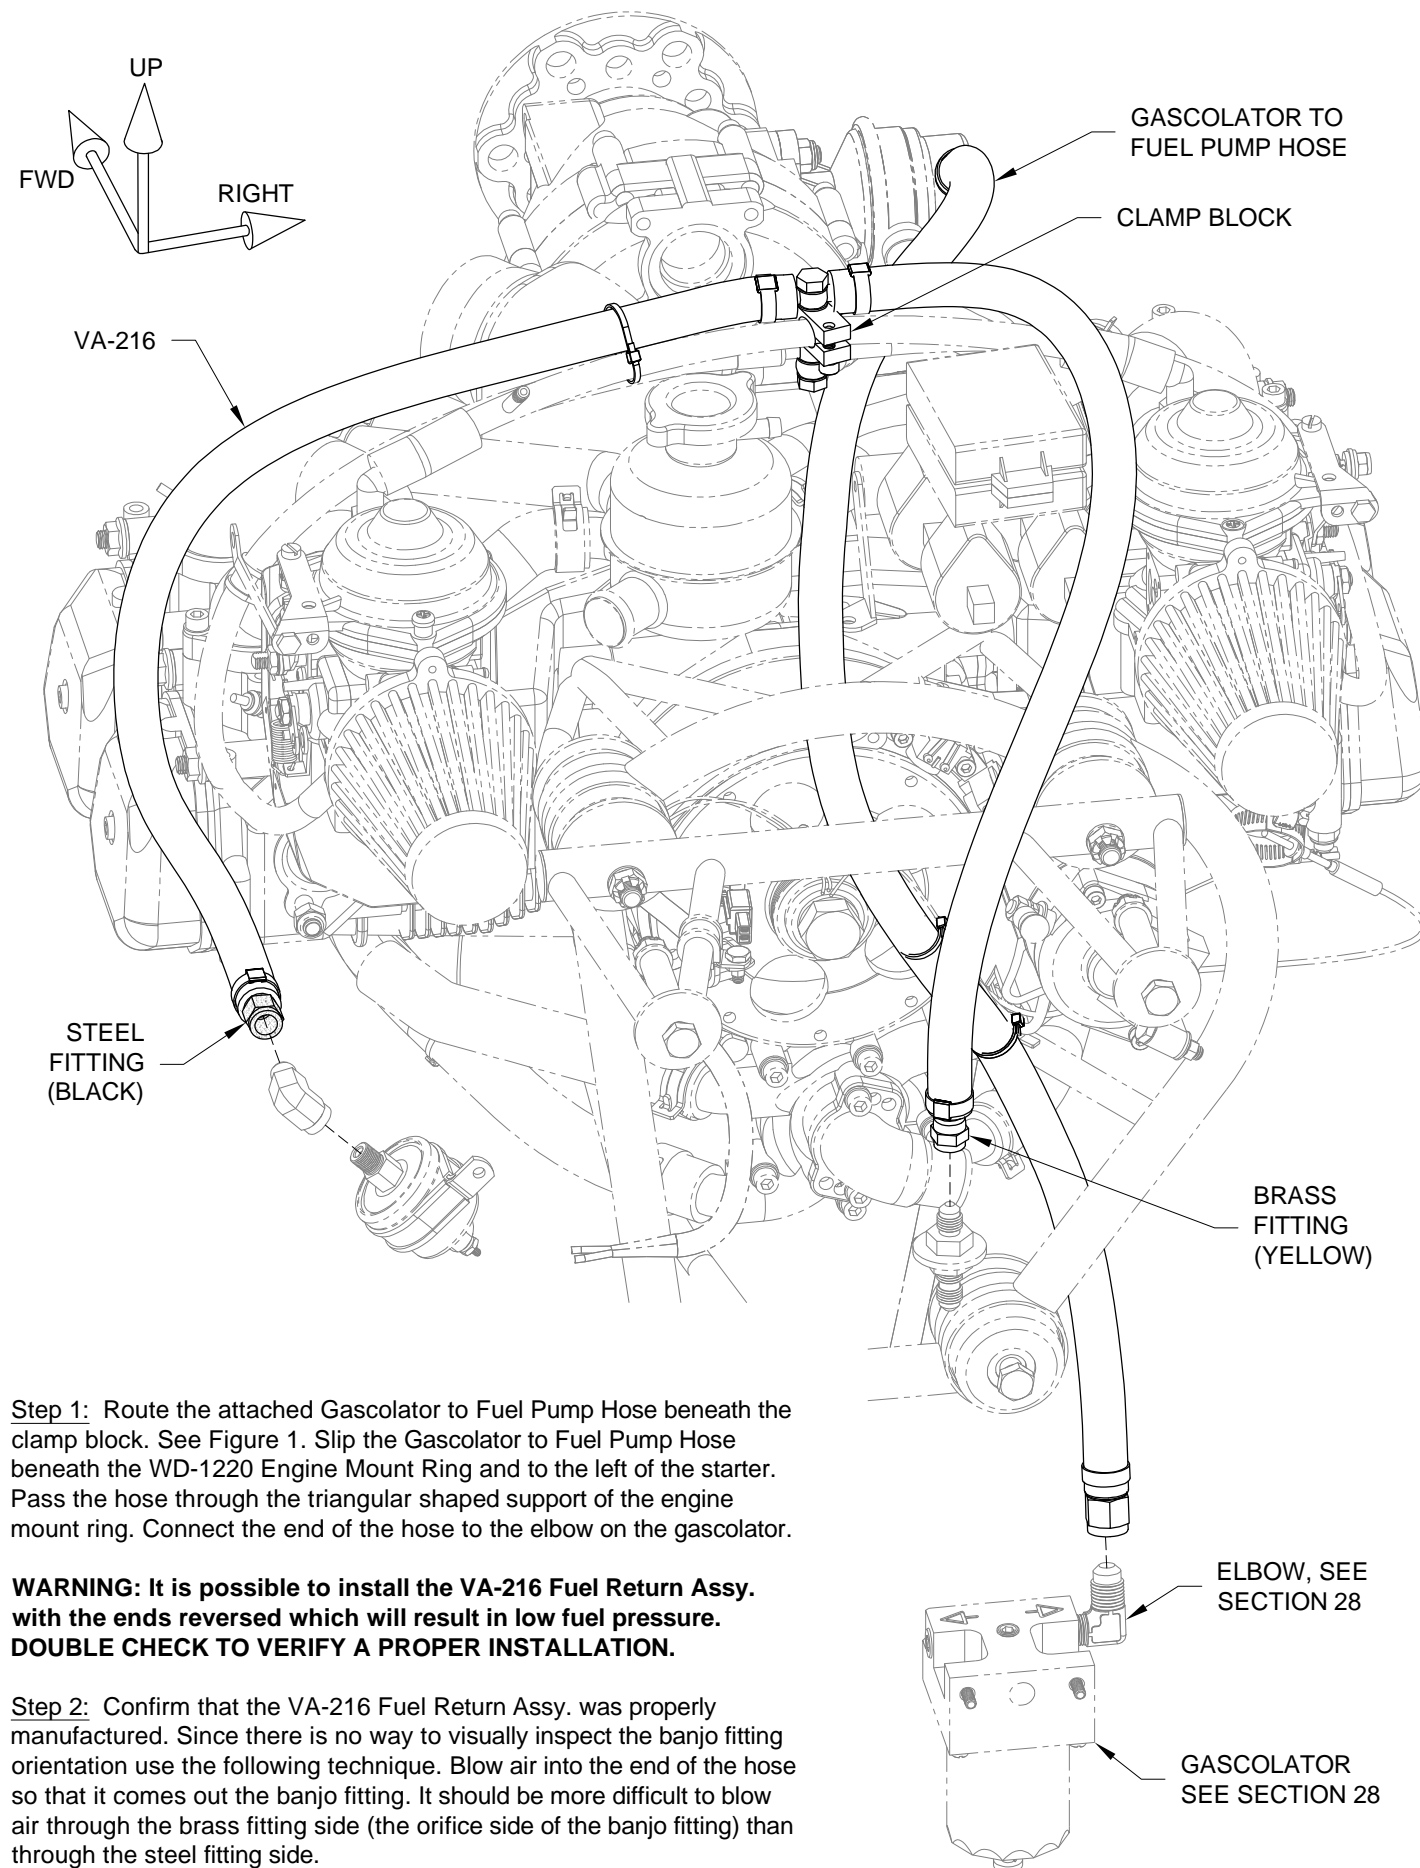 UP
FWD
RIGHT
GASCOLATOR TO
FUEL PUMP HOSE
CLAMP BLOCK
VA-216
STEEL
FITTING
(BLACK)
BRASS
FITTING
(YELLOW)
Step 1: Route the attached Gascolator to Fuel Pump Hose beneath the
clamp block. See Figure 1. Slip the Gascolator to Fuel Pump Hose
beneath the WD-1220 Engine Mount Ring and to the left of the starter.
Pass the hose through the triangular shaped support of the engine
mount ring. Connect the end of the hose to the elbow on the gascolator.
WARNING: It is possible to install the VA-216 Fuel Return Assy.
with the ends reversed which will result in low fuel pressure.
DOUBLE CHECK TO VERIFY A PROPER INSTALLATION.
Step 2: Confirm that the VA-216 Fuel Return Assy. was properly
manufactured. Since there is no way to visually inspect the banjo fitting
orientation use the following technique. Blow air into the end of the hose
so that it comes out the banjo fitting. It should be more difficult to blow
air through the brass fitting side (the orifice side of the banjo fitting) than
through the steel fitting side.
ELBOW, SEE
SECTION 28
GASCOLATOR
SEE SECTION 28